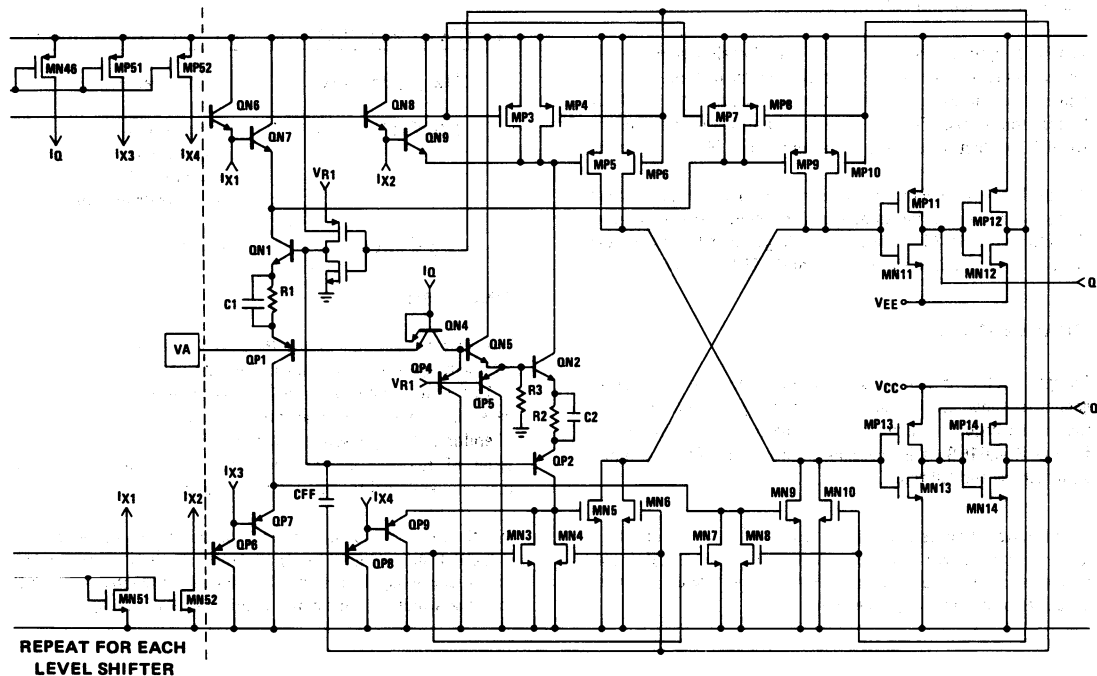 MN46 MP51 MP52
QN6 QN8 MP4 MP8
QN7 QN9 MP3 MP7
IQ IX3 IX4
IX1 VR1 IX2 MP5 MP6 MP9 MP10
MP11 MP12
QN1
MN11 MN12
IQ
C1 R1 Q
QN4 VEE
VA QN5
QP1 QP4 QN2
VR1 QP5 R3 VCC
R2 C2 Q
MP13 MP14
QP2
IX3 MN6 MN9 MN10 MN13
IX1 IX2 CFF IX4 MN5 MN14
QP7 QP9
QP6 QP8 MN3 MN4 MN7 MN8
MN51 MN52
REPEAT FOR EACH
LEVEL SHIFTER